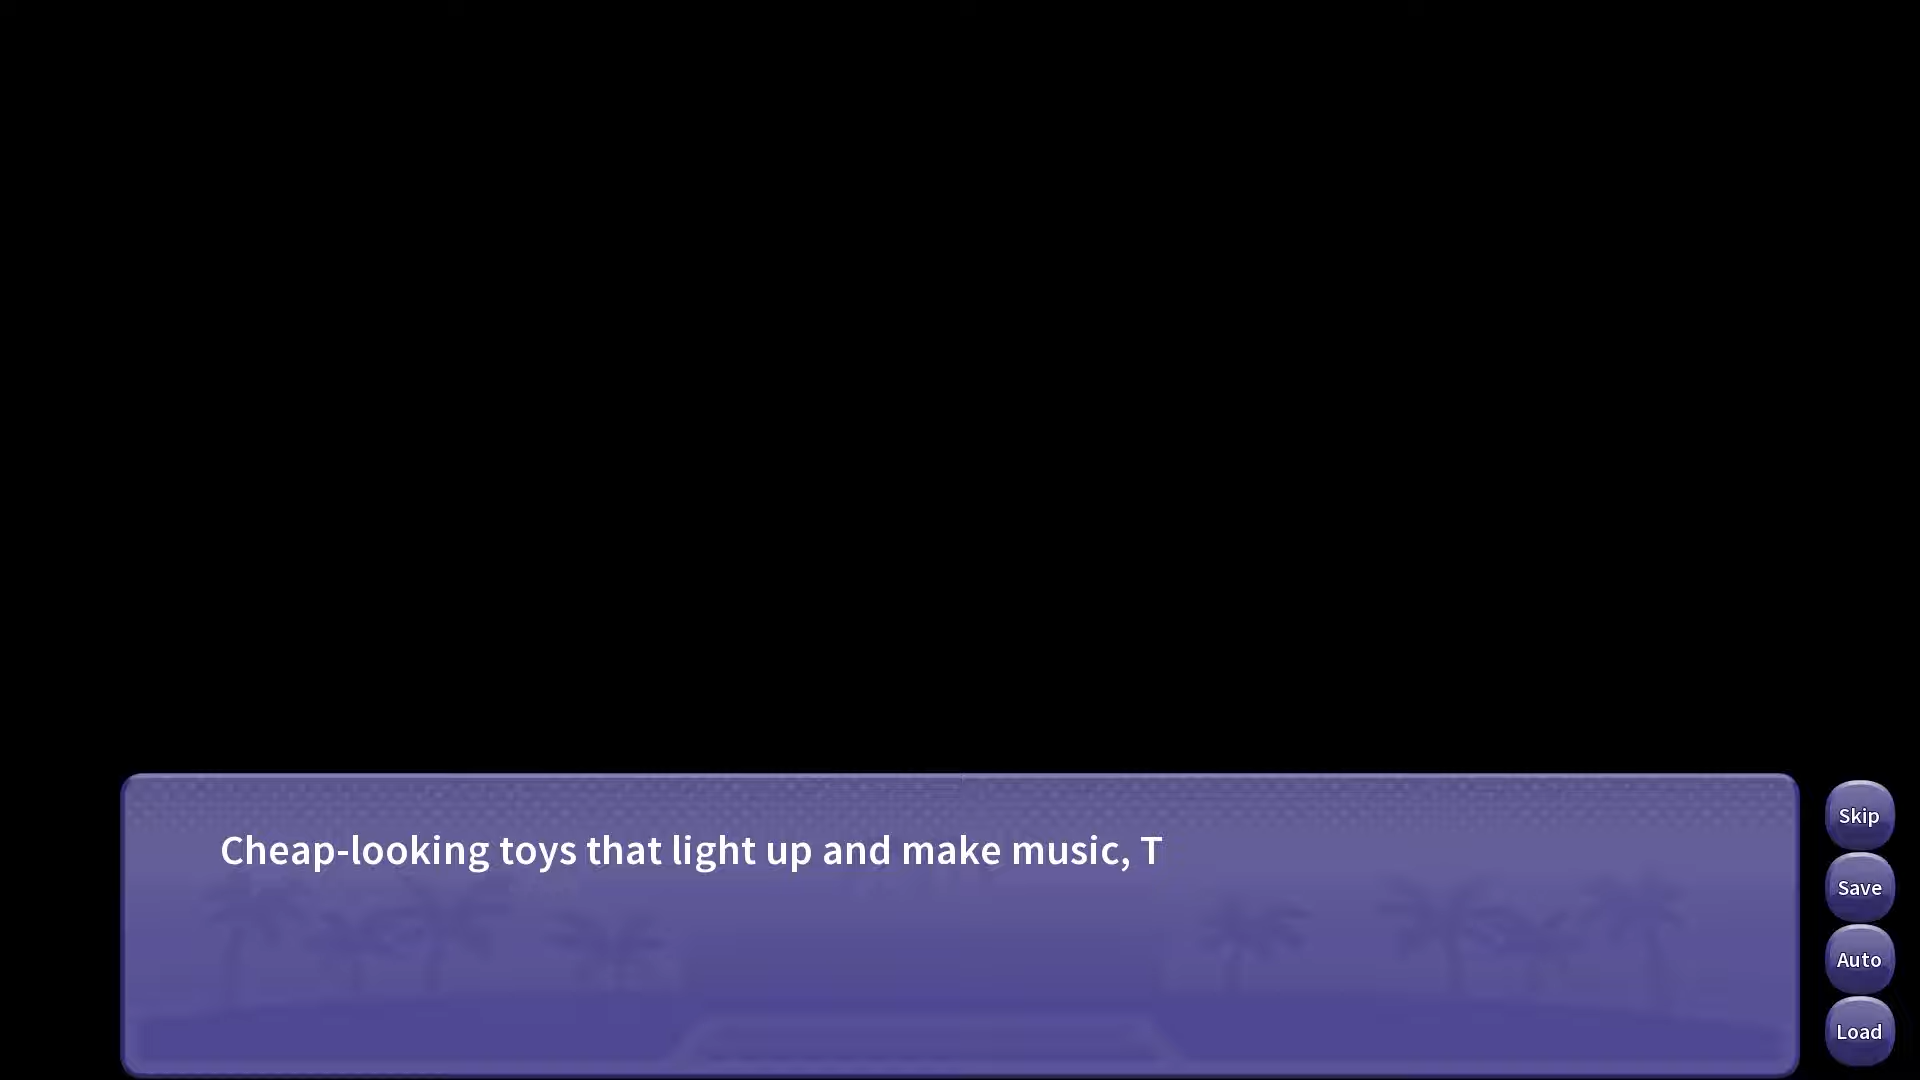 Cheap-looking toys that light up and make music, T
Skip
Save
Auto
Load